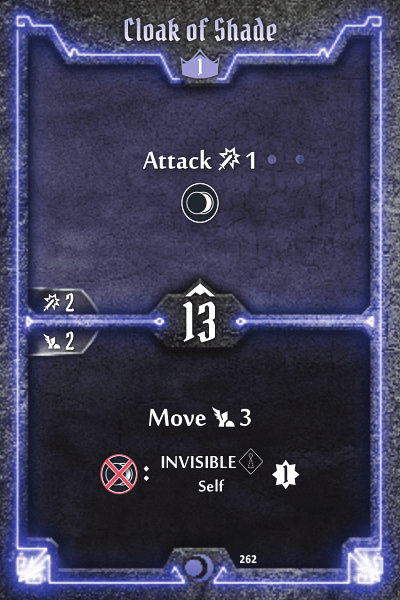 Cloak of Shade
1
Attack 1
2
13
2
Move 3
: INVISIBLE
Self
1
262